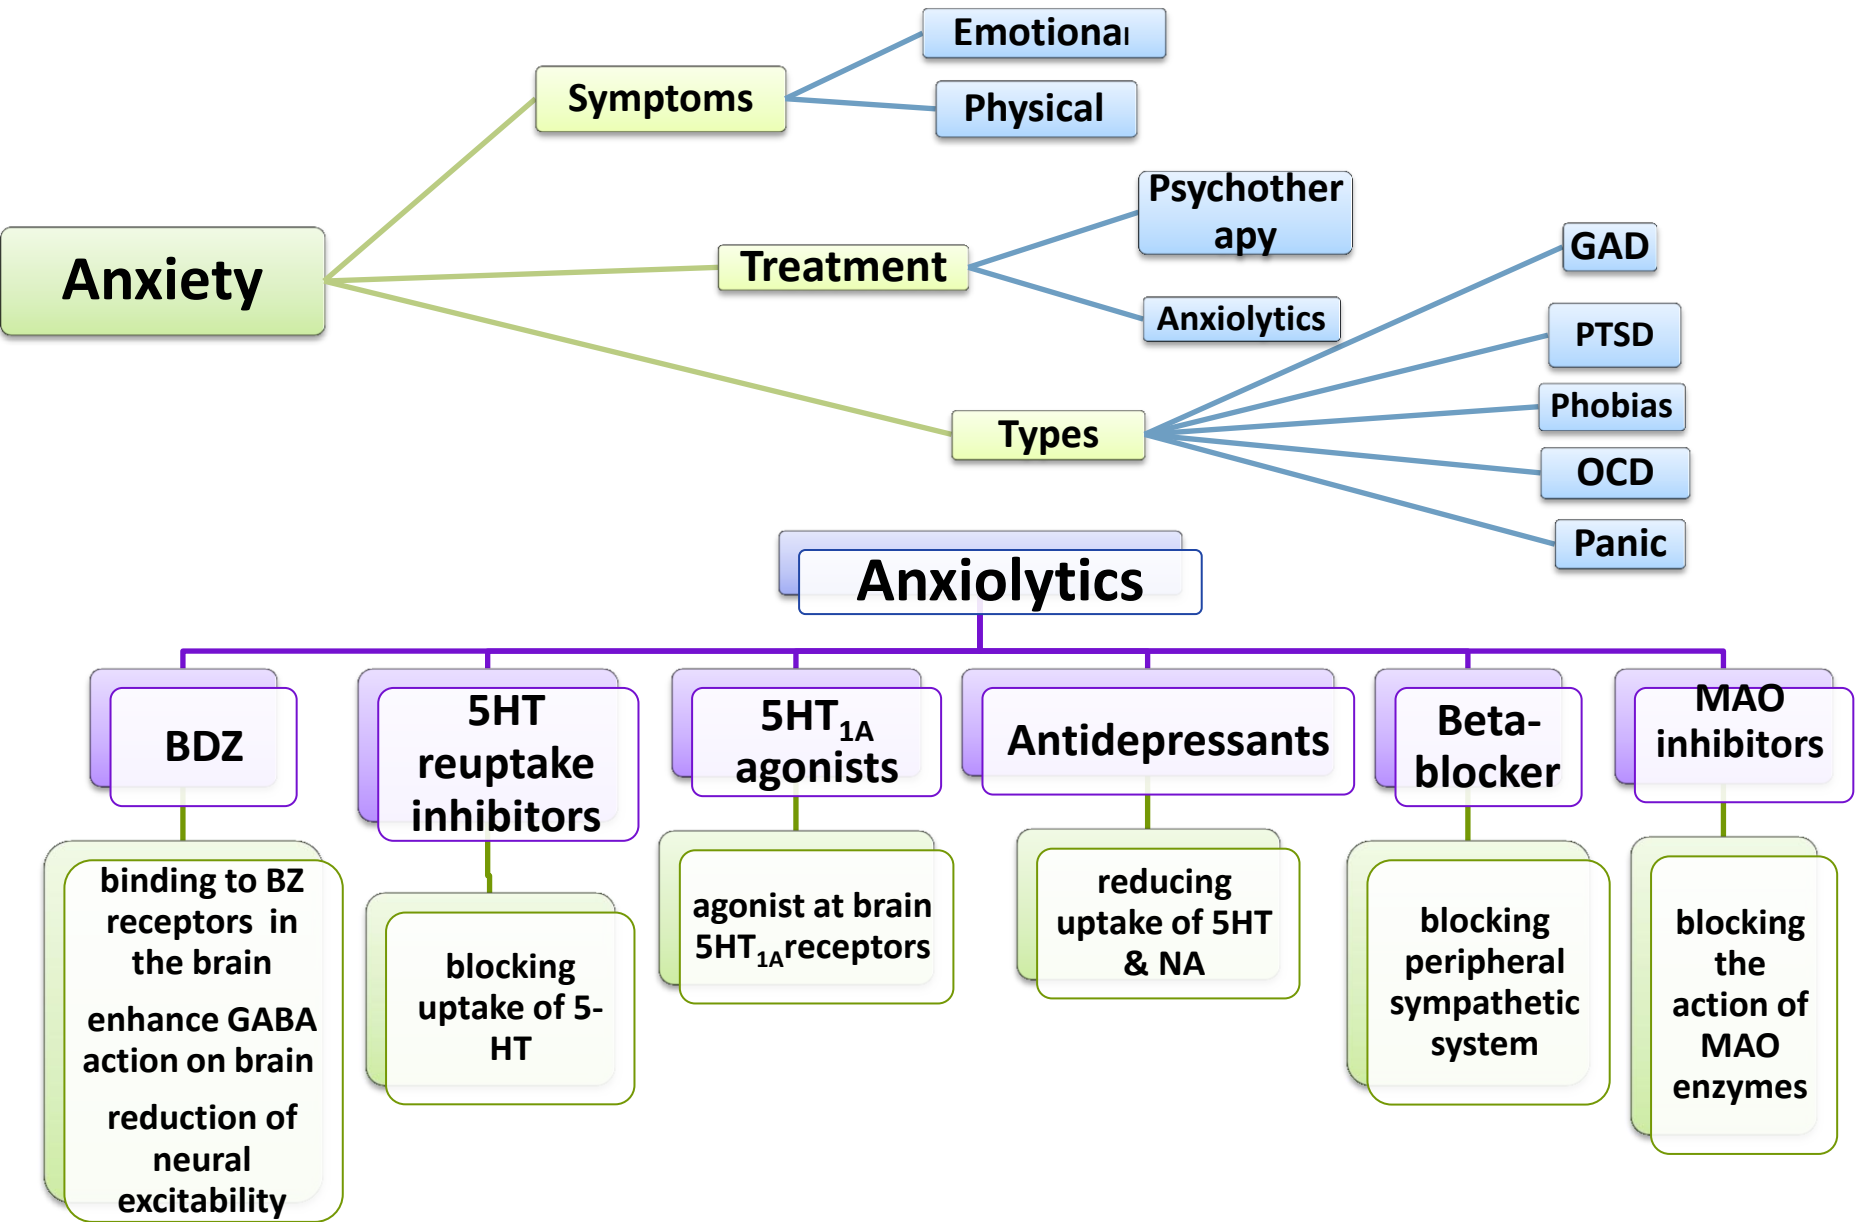 Emotional
Symptoms
Physical
Psychother
apy
GAD
Anxiety
Treatment
Anxiolytics
PTSD
Phobias
Types
OCD
Panic
Anxiolytics
BDZ
5HT
reuptake
inhibitors
5HT1A
agonists
Antidepressants
Beta-
blocker
MAO
inhibitors
binding to BZ
receptors in
the brain
enhance GABA
action on brain
reduction of
neural
excitability
blocking
uptake of 5-
HT
agonist at brain
5HT1A receptors
reducing
uptake of 5HT
& NA
blocking
peripheral
sympathetic
system
blocking
the
action of
MAO
enzymes